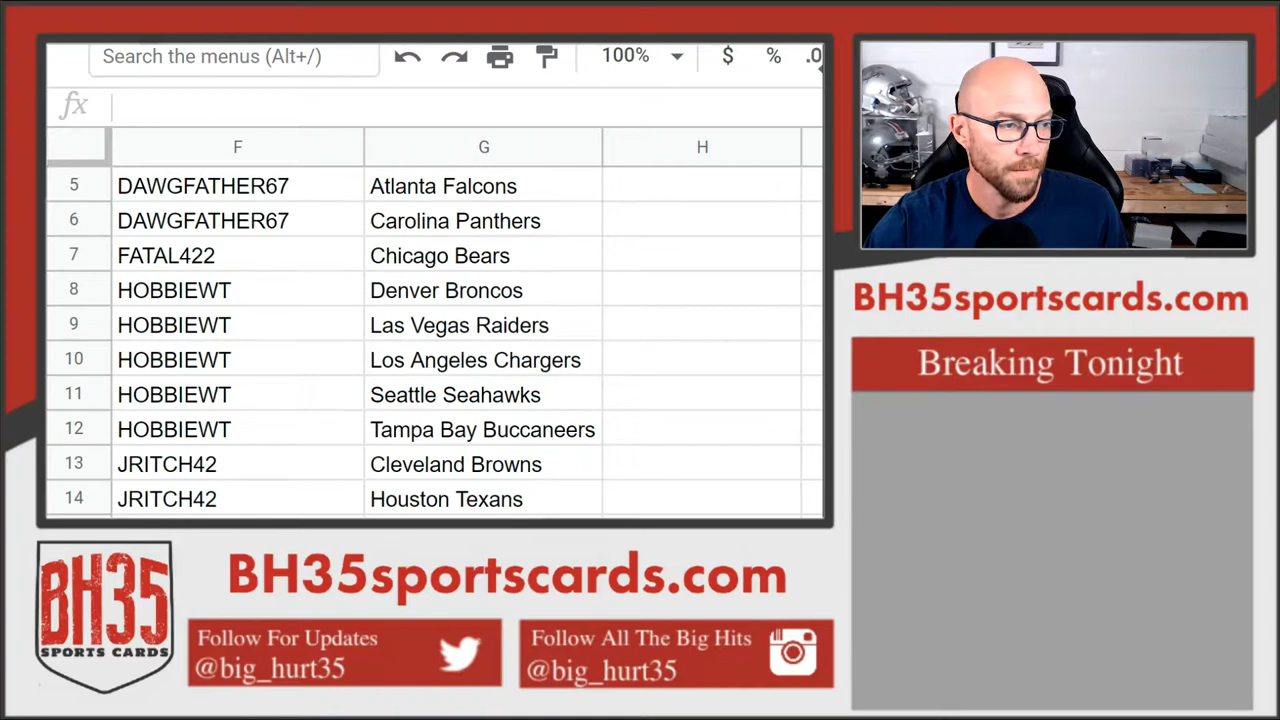 Search the menus (Alt+/)
100%
$
%
.0
fx
F
G
H
5 DAWGFATHER67 Atlanta Falcons
6 DAWGFATHER67 Carolina Panthers
7 FATAL422 Chicago Bears
8 HOBBIEWT Denver Broncos
9 HOBBIEWT Las Vegas Raiders
10 HOBBIEWT Los Angeles Chargers
11 HOBBIEWT Seattle Seahawks
12 HOBBIEWT Tampa Bay Buccaneers
13 JRITCH42 Cleveland Browns
14 JRITCH42 Houston Texans
BH35sportscards.com
Breaking Tonight
BH35
SPORTS CARDS
BH35sportscards.com
Follow For Updates
@big_hurt35
Follow All The Big Hits
@big_hurt35